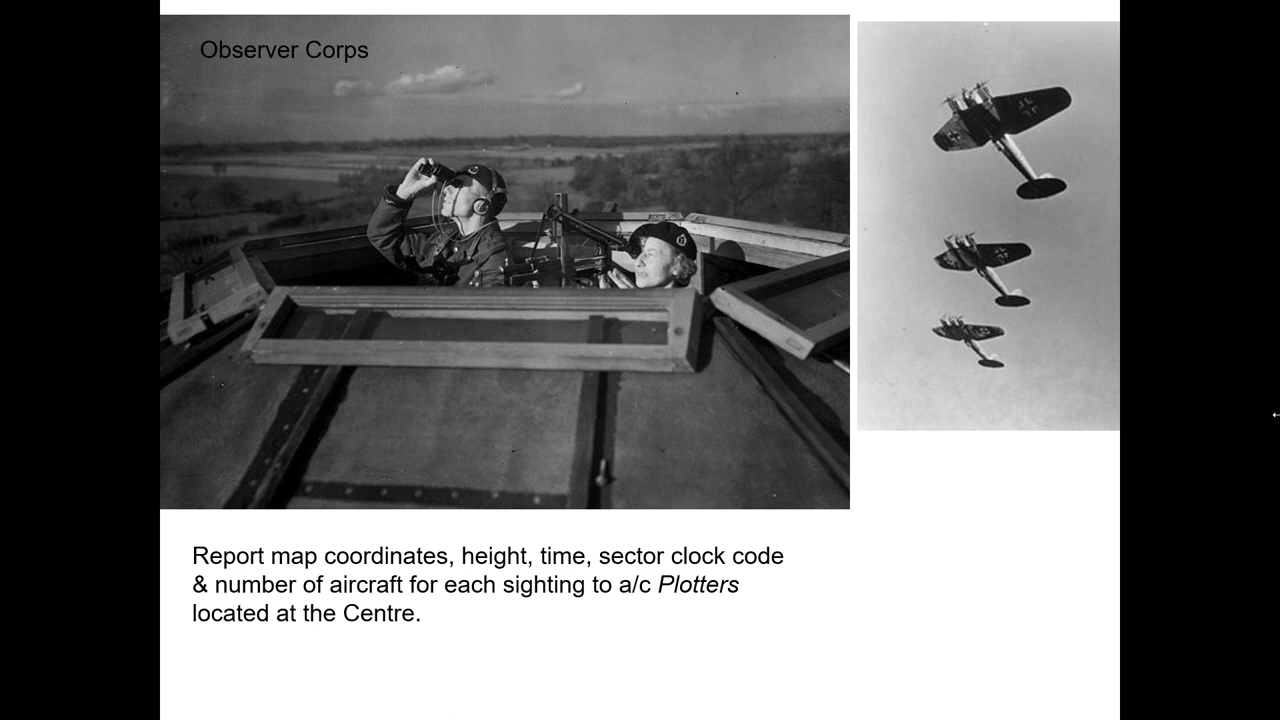 Observer Corps
Report map coordinates, height, time, sector clock code
& number of aircraft for each sighting to a/c Plotters
located at the Centre.